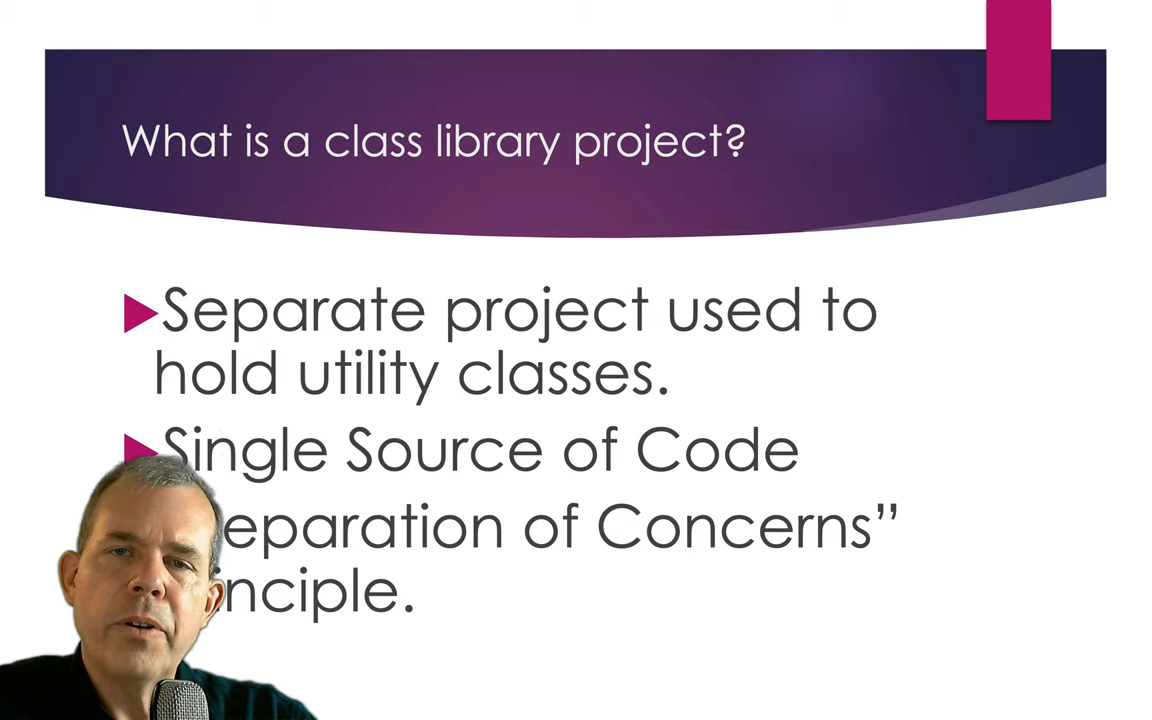 What is a class library project?
Separate project used to
hold utility classes.
Single Source of Code
eparation of Concerns”
inciple.